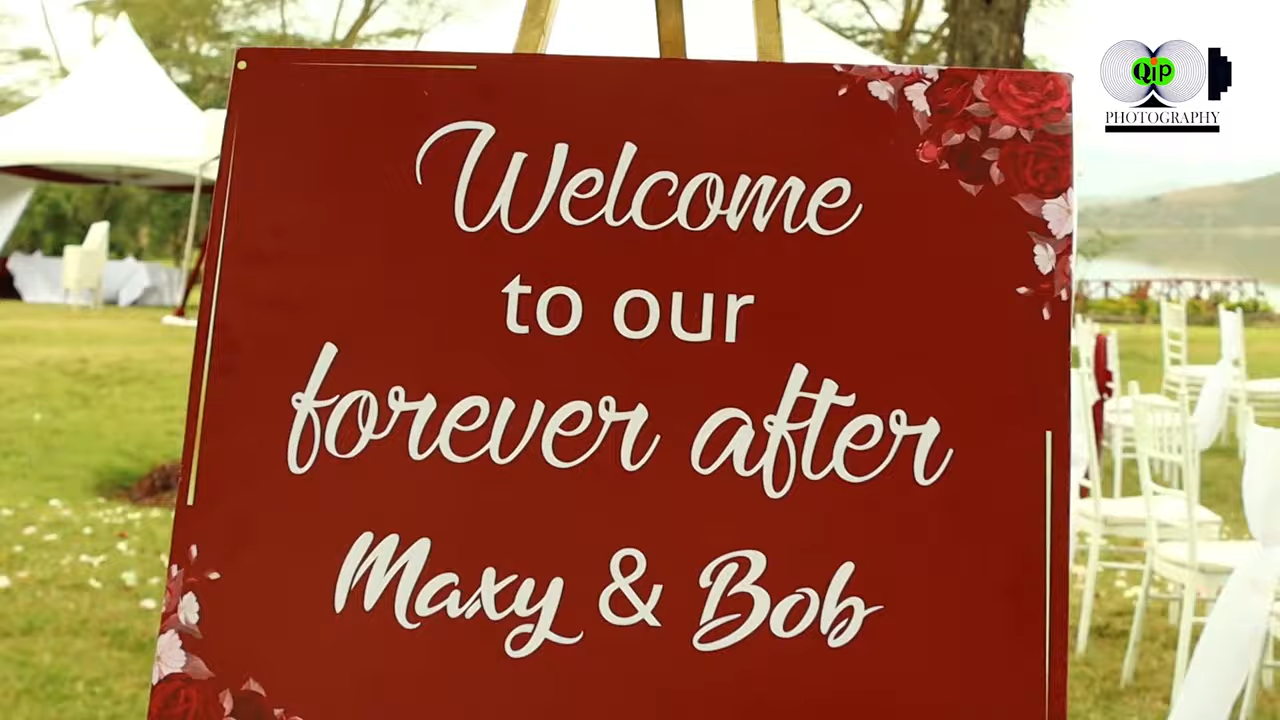 Welcome
to our
forever after
Maxy & Bob
QiP
PHOTOGRAPHY